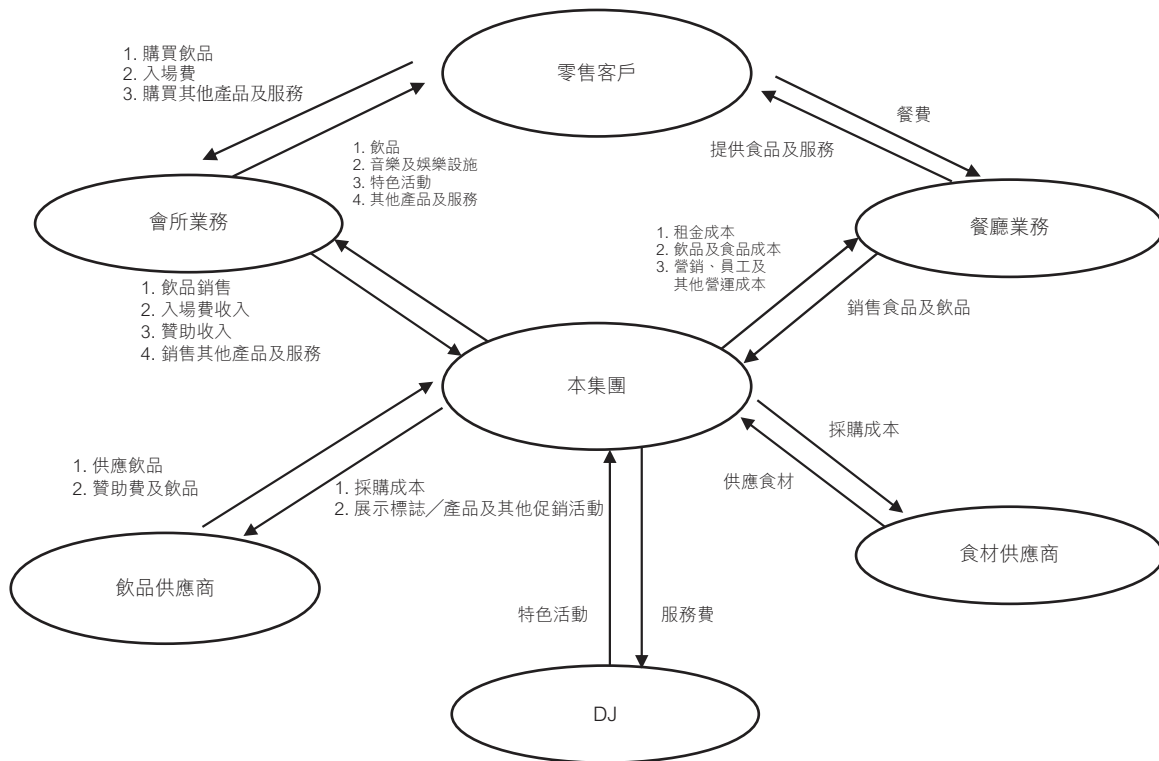 1. 購買飲品
2. 入場費
3. 購買其他產品及服務
零售客戶
餐費
提供食品及服務
1. 飲品
2. 音樂及娛樂設施
3. 特色活動
4. 其他產品及服務
會所業務
餐廳業務
1. 租金成本
2. 飲品及食品成本
3. 營銷、員工及
其他營運成本
1. 飲品銷售
2. 入場費收入
3. 贊助收入
4. 銷售其他產品及服務
銷售食品及飲品
本集團
採購成本
供應食材
1. 供應飲品
2. 贊助費及飲品
1. 採購成本
2. 展示標誌／產品及其他促銷活動
飲品供應商
食材供應商
特色活動
服務費
DJ